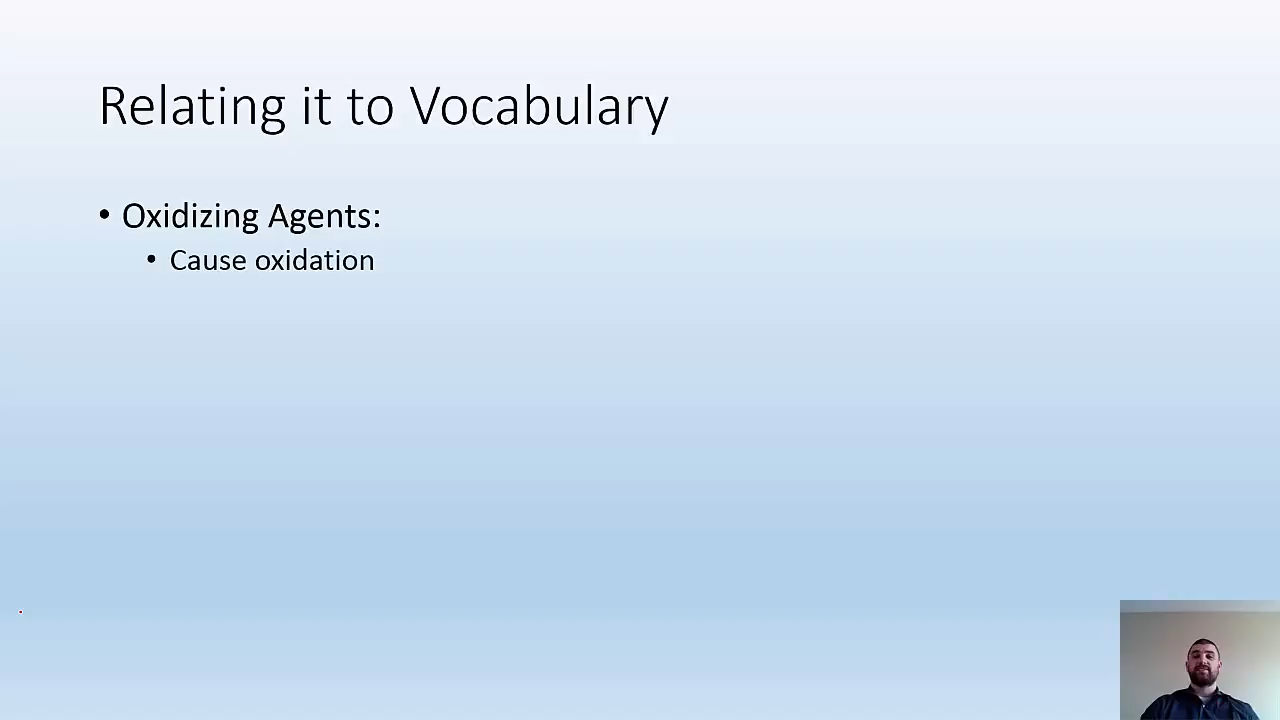 Relating it to Vocabulary
• Oxidizing Agents:
• Cause oxidation